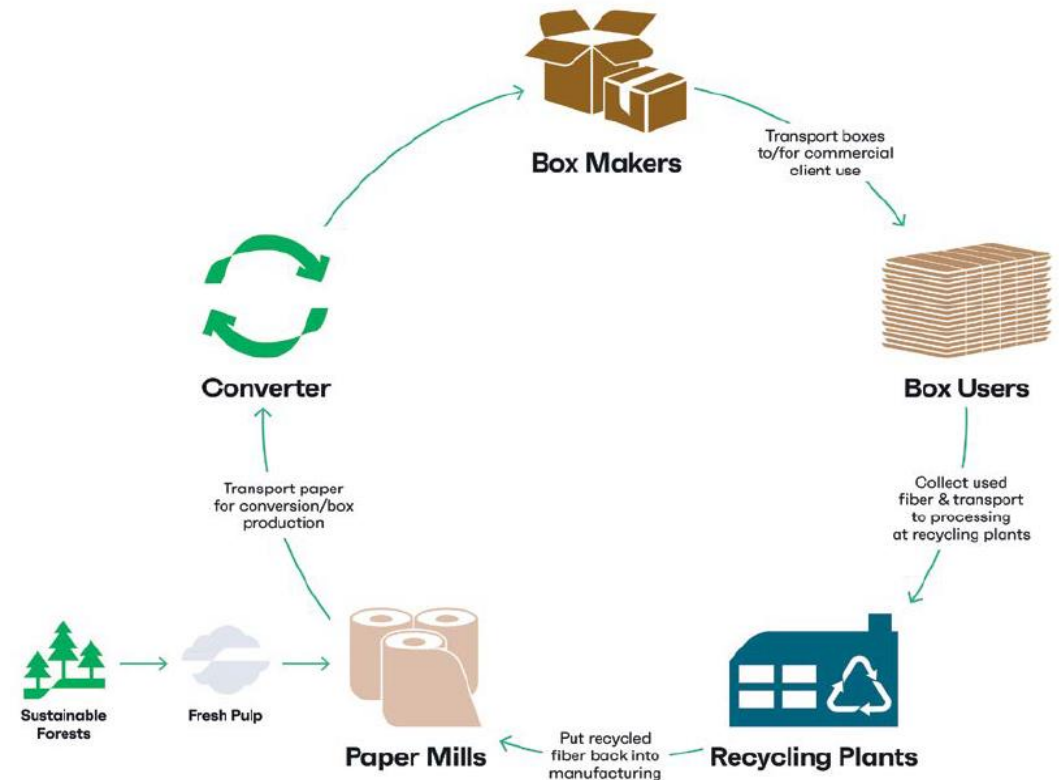 Box Makers
Transport boxes
to/for commercial
client use
Box Users
Collect used
fiber & transport
to processing
at recycling plants
Recycling Plants
Put recycled
fiber back into
manufacturing
Paper Mills
Transport paper
for conversion/box
production
Converter
Sustainable
Forests
Fresh Pulp